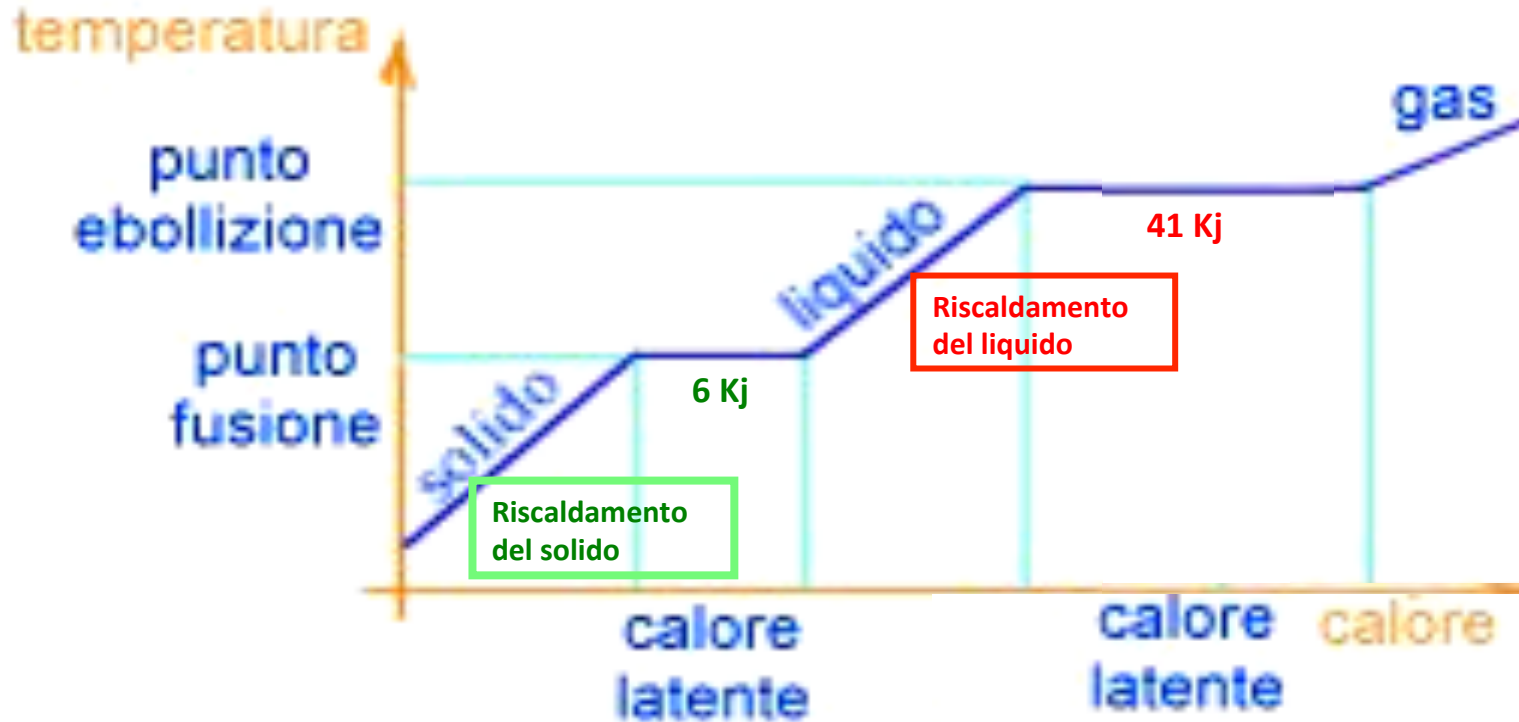 temperatura
gas
punto
ebollizione
41 Kj
liquido
Riscaldamento
del liquido
punto
fusione
6 Kj
solido
Riscaldamento
del solido
calore
latente
calore
latente
calore